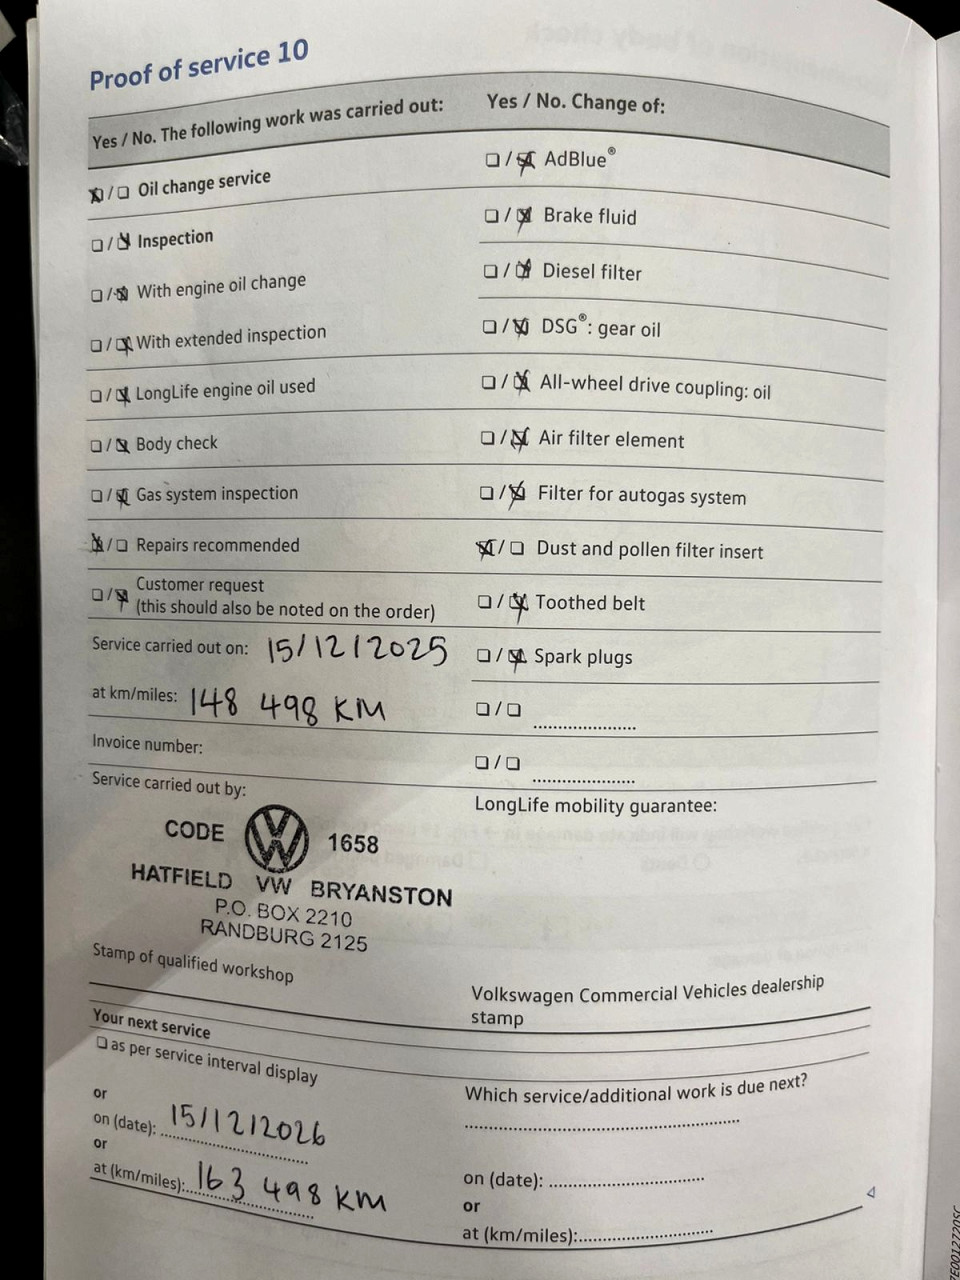 Proof of service 10
Yes / No. The following work was carried out:
Oil change service
Inspection
With engine oil change
With extended inspection
LongLife engine oil used
Body check
Gas system inspection
Repairs recommended
Customer request
(this should also be noted on the order)
Service carried out on: 15/12/2025
at km/miles: 148 498 KM
Invoice number:
Service carried out by:
CODE VW 1658
HATFIELD VW BRYANSTON
P.O. BOX 2210
RANDBURG 2125
Stamp of qualified workshop
Yes / No. Change of:
AdBlue®
Brake fluid
Diesel filter
DSG®: gear oil
All-wheel drive coupling: oil
Air filter element
Filter for autogas system
Dust and pollen filter insert
Toothed belt
Spark plugs
LongLife mobility guarantee:
Volkswagen Commercial Vehicles dealership
stamp
Your next service
as per service interval display
or
on (date): 15/12/2026
or
at (km/miles): 163 498 KM
Which service/additional work is due next?
on (date):
or
at (km/miles):